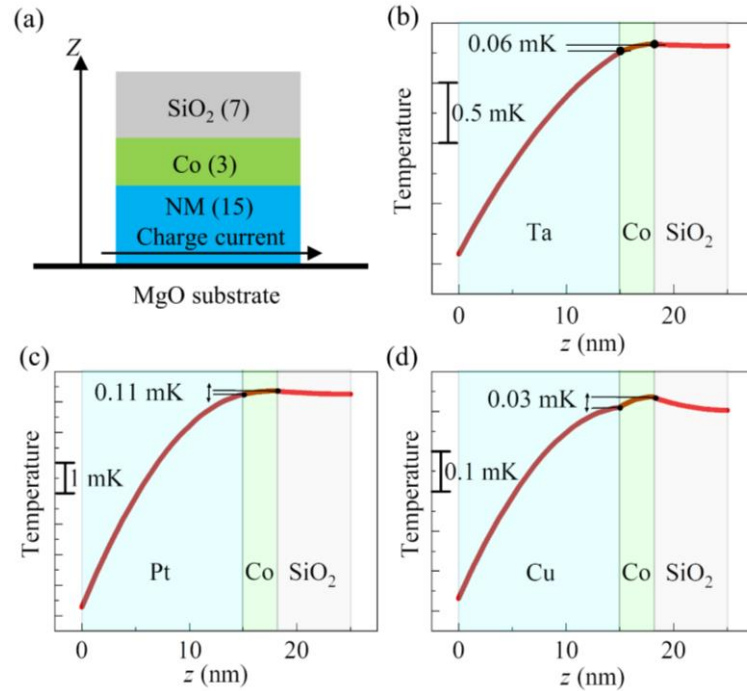 (a)
Z
SiO₂ (7)
Co (3)
NM (15)
Charge current
MgO substrate
(b)
0.06 mK
0.5 mK
Temperature
Ta
Co
SiO₂
0
10
20
z (nm)
(c)
0.11 mK
1 mK
Temperature
Pt
Co
SiO₂
0
10
20
z (nm)
(d)
0.03 mK
0.1 mK
Temperature
Cu
Co
SiO₂
0
10
20
z (nm)